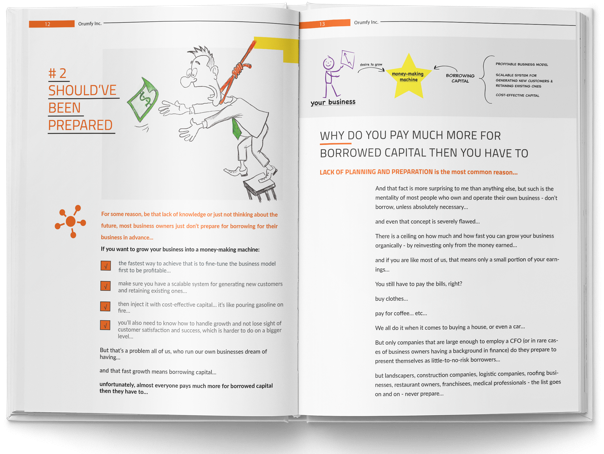 12 Orumfy Inc.
# 2
SHOULD'VE
BEEN
PREPARED
$
For some reason, be that lack of knowledge or just not thinking about the
future, most business owners just don't prepare for borrowing for their
business in advance...
If you want to grow your business into a money-making machine:
the fastest way to achieve that is to fine-tune the business model
first to be profitable...
make sure you have a scalable system for generating new customers
and retaining existing ones...
then inject it with cost-effective capital... it's like pouring gasoline on
fire...
you'll also need to know how to handle growth and not lose sight of
customer satisfaction and success, which is harder to do on a bigger
level...
But that's a problem all of us, who run our own businesses dream of
having...
and that fast growth means borrowing capital...
unfortunately, almost everyone pays much more for borrowed capital
then they have to...
13 Orumfy Inc.
your business
you're to grow
money-making
machine
BORROWING
CAPITAL
PROFITABLE BUSINESS MODEL
SCALABLE SYSTEM FOR
GENERATING NEW CUSTOMERS &
RETAINING EXISTING ONES
COST-EFFECTIVE CAPITAL
WHY DO YOU PAY MUCH MORE FOR
BORROWED CAPITAL THEN YOU HAVE TO
LACK OF PLANNING AND PREPARATION is the most common reason...
And that fact is more surprising to me than anything else, but such is the
mentality of most people who own and operate their own business - don't
borrow, unless absolutely necessary...
and even that concept is severely flawed...
There is a ceiling on how much and how fast you can grow your business
organically - by reinvesting only from the money earned...
and if you are like most of us, that means only a small portion of your earn-
ings...
You still have to pay the bills, right?
buy clothes...
pay for coffee... etc...
We all do it when it comes to buying a house, or even a car...
But only companies that are large enough to employ a CFO (or in rare cas-
es of business owners having a background in finance) do they prepare to
present themselves as little-to-no-risk borrowers...
but landscapers, construction companies, logistic companies, roofing busi-
nesses, restaurant owners, franchisees, medical professionals - the list goes
on and on - never prepare...